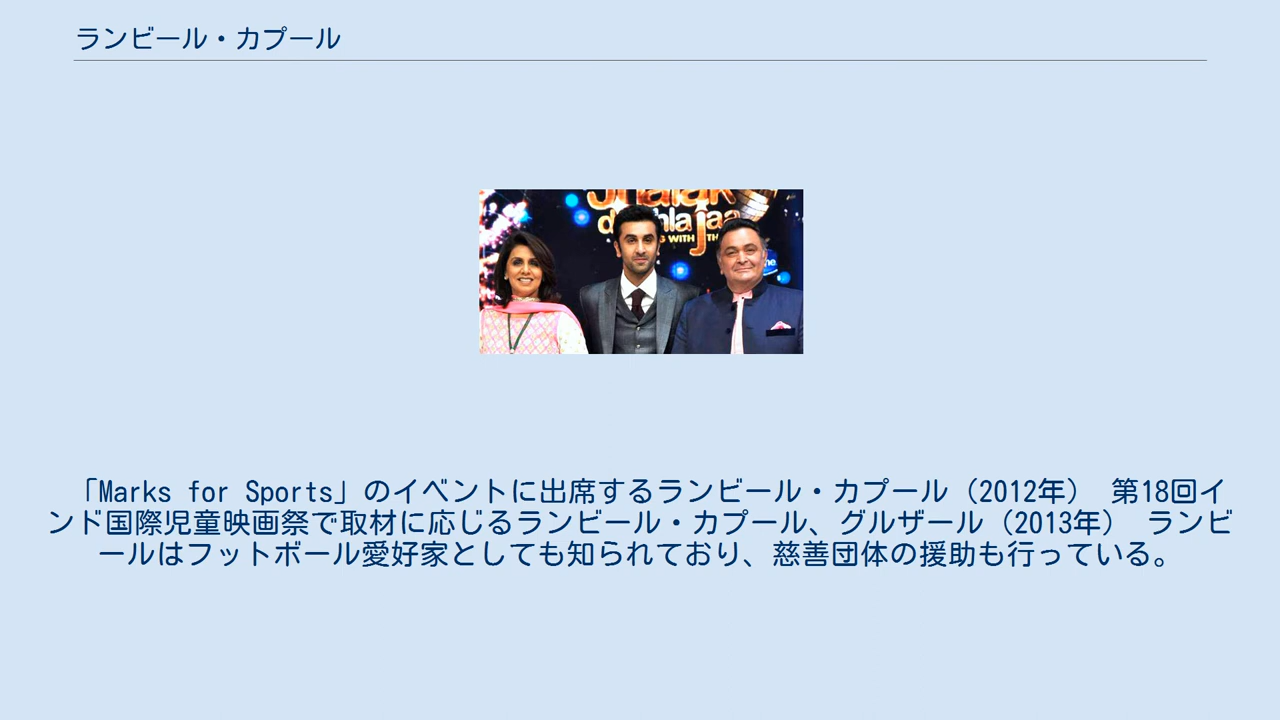 ランビール・カプール
Jhalak
d hla jaa
G WITH TH
「Marks for Sports」のイベントに出席するランビール・カプール（2012年） 第18回イ
ンド国際児童映画祭で取材に応じるランビール・カプール、グルザール（2013年） ランビ
ールはフットボール愛好家としても知られており、慈善団体の援助も行っている。